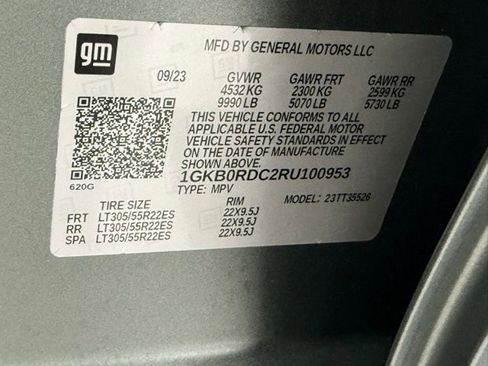 gm
MFD BY GENERAL MOTORS LLC
09/23 GVWR GAWR FRT GAWR RR
4532 KG 2300 KG 2599 KG
9990 LB 5070 LB 5730 LB
THIS VEHICLE CONFORMS TO ALL
APPLICABLE U.S. FEDERAL MOTOR
VEHICLE SAFETY STANDARDS IN EFFECT
ON THE DATE OF MANUFACTURE
SHOWN ABOVE.
620G
1GKB0RDC2RU100953
TYPE: MPV MODEL: 23TT35526
TIRE SIZE RIM
FRT LT305/55R22ES 22X9.5J
RR LT305/55R22ES 22X9.5J
SPA LT305/55R22ES 22X9.5J